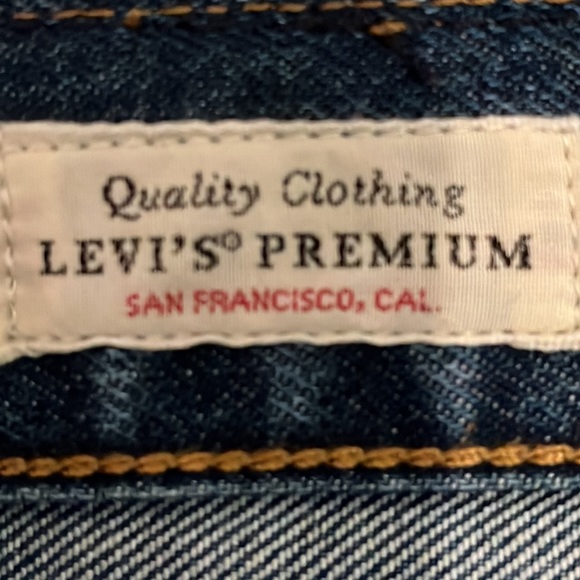 Quality Clothing
LEVI'S® PREMIUM
SAN FRANCISCO, CAL.